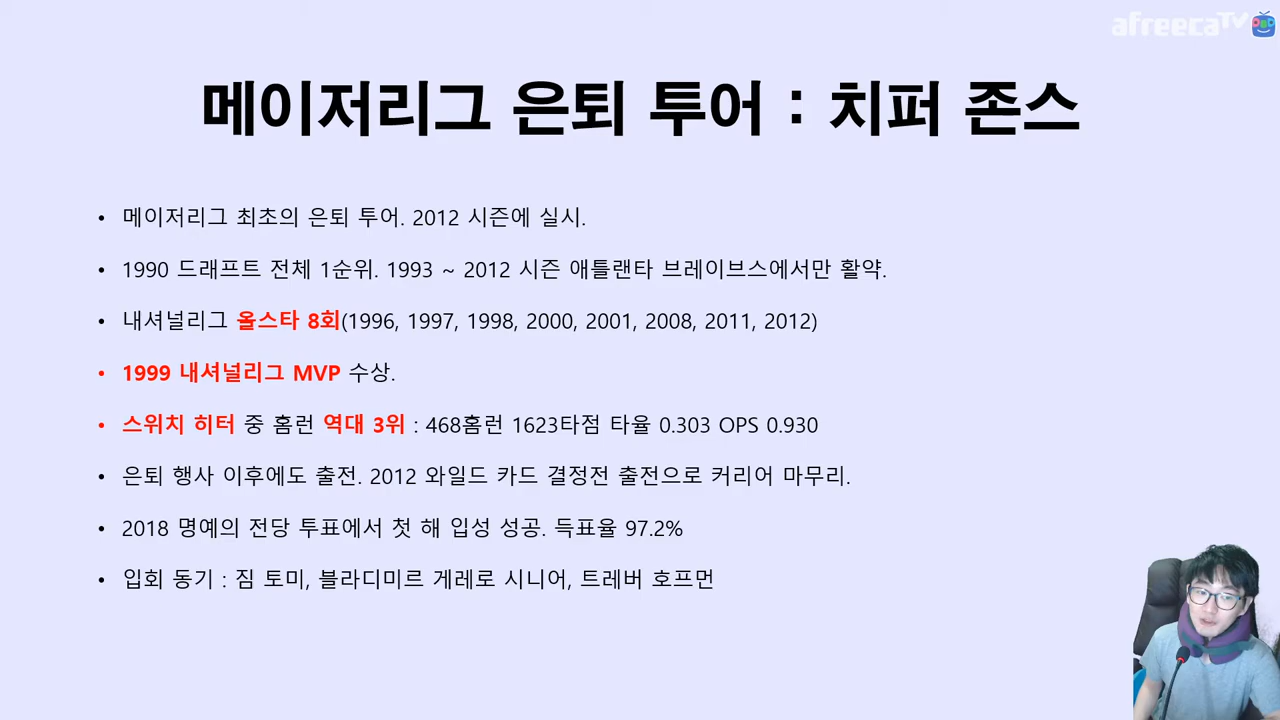 afreecaTV
메이저리그 은퇴 투어 : 치퍼 존스
• 메이저리그 최초의 은퇴 투어. 2012 시즌에 실시.
• 1990 드래프트 전체 1순위. 1993 ~ 2012 시즌 애틀랜타 브레이브스에서만 활약.
• 내셔널리그 올스타 8회(1996, 1997, 1998, 2000, 2001, 2008, 2011, 2012)
• 1999 내셔널리그 MVP 수상.
• 스위치 히터 중 홈런 역대 3위 : 468홈런 1623타점 타율 0.303 OPS 0.930
• 은퇴 행사 이후에도 출전. 2012 와일드 카드 결정전 출전으로 커리어 마무리.
• 2018 명예의 전당 투표에서 첫 해 입성 성공. 득표율 97.2%
• 입회 동기 : 짐 토미, 블라디미르 게레로 시니어, 트레버 호프먼